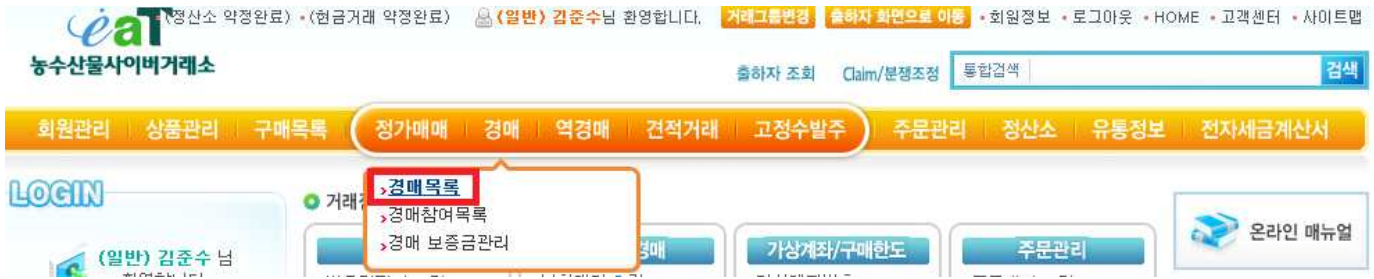 eaT
(정산소 약정완료) •(현금거래 약정완료) (일반) 김준수님 환영합니다. 거래그룹변경 출하자 화면으로 이동 •회원정보 •로그아웃 •HOME •고객센터 •사이트맵
농수산물사이버거래소
출하자 조회 Claim/분쟁조정 통합검색 검색
회원관리 상품관리 구매목록 정가매매 경매 역경매 견적거래 고정수발주 주문관리 정산소 유통정보 전자세금계산서
LOGIN
거래
›경매목록
›경매참여목록
›경매 보증금관리
온라인 매뉴얼
(일반) 김준수 님
경매 가상계좌/구매한도 주문관리